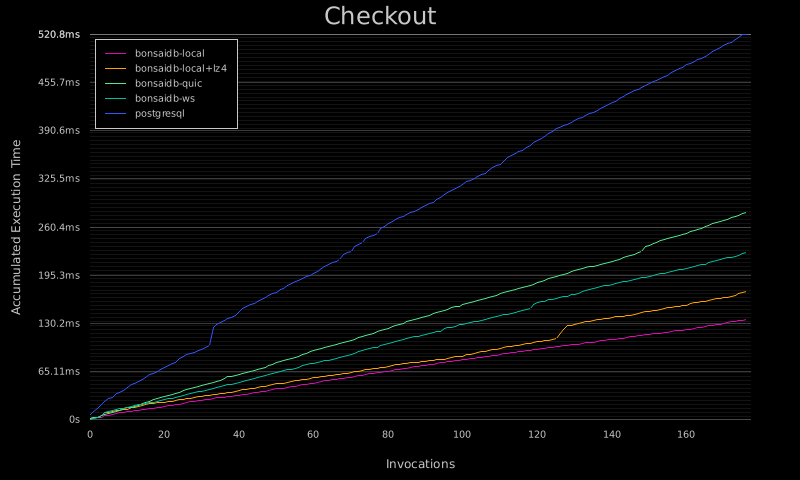 Checkout
520.8ms
455.7ms
390.6ms
325.5ms
260.4ms
195.3ms
130.2ms
65.11ms
0s
bonsaidb-local
bonsaidb-local+lz4
bonsaidb-quic
bonsaidb-ws
postgresql
Accumulated Execution Time
0 20 40 60 80 100 120 140 160
Invocations